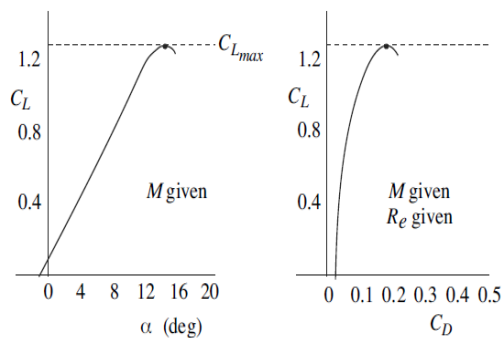 C_Lmax
1.2
C_L
0.8
0.4
M given
0 4 8 12 16 20
α (deg)
1.2
C_L
0.8
0.4
M given
R_e given
0 0.1 0.2 0.3 0.4 0.5
C_D